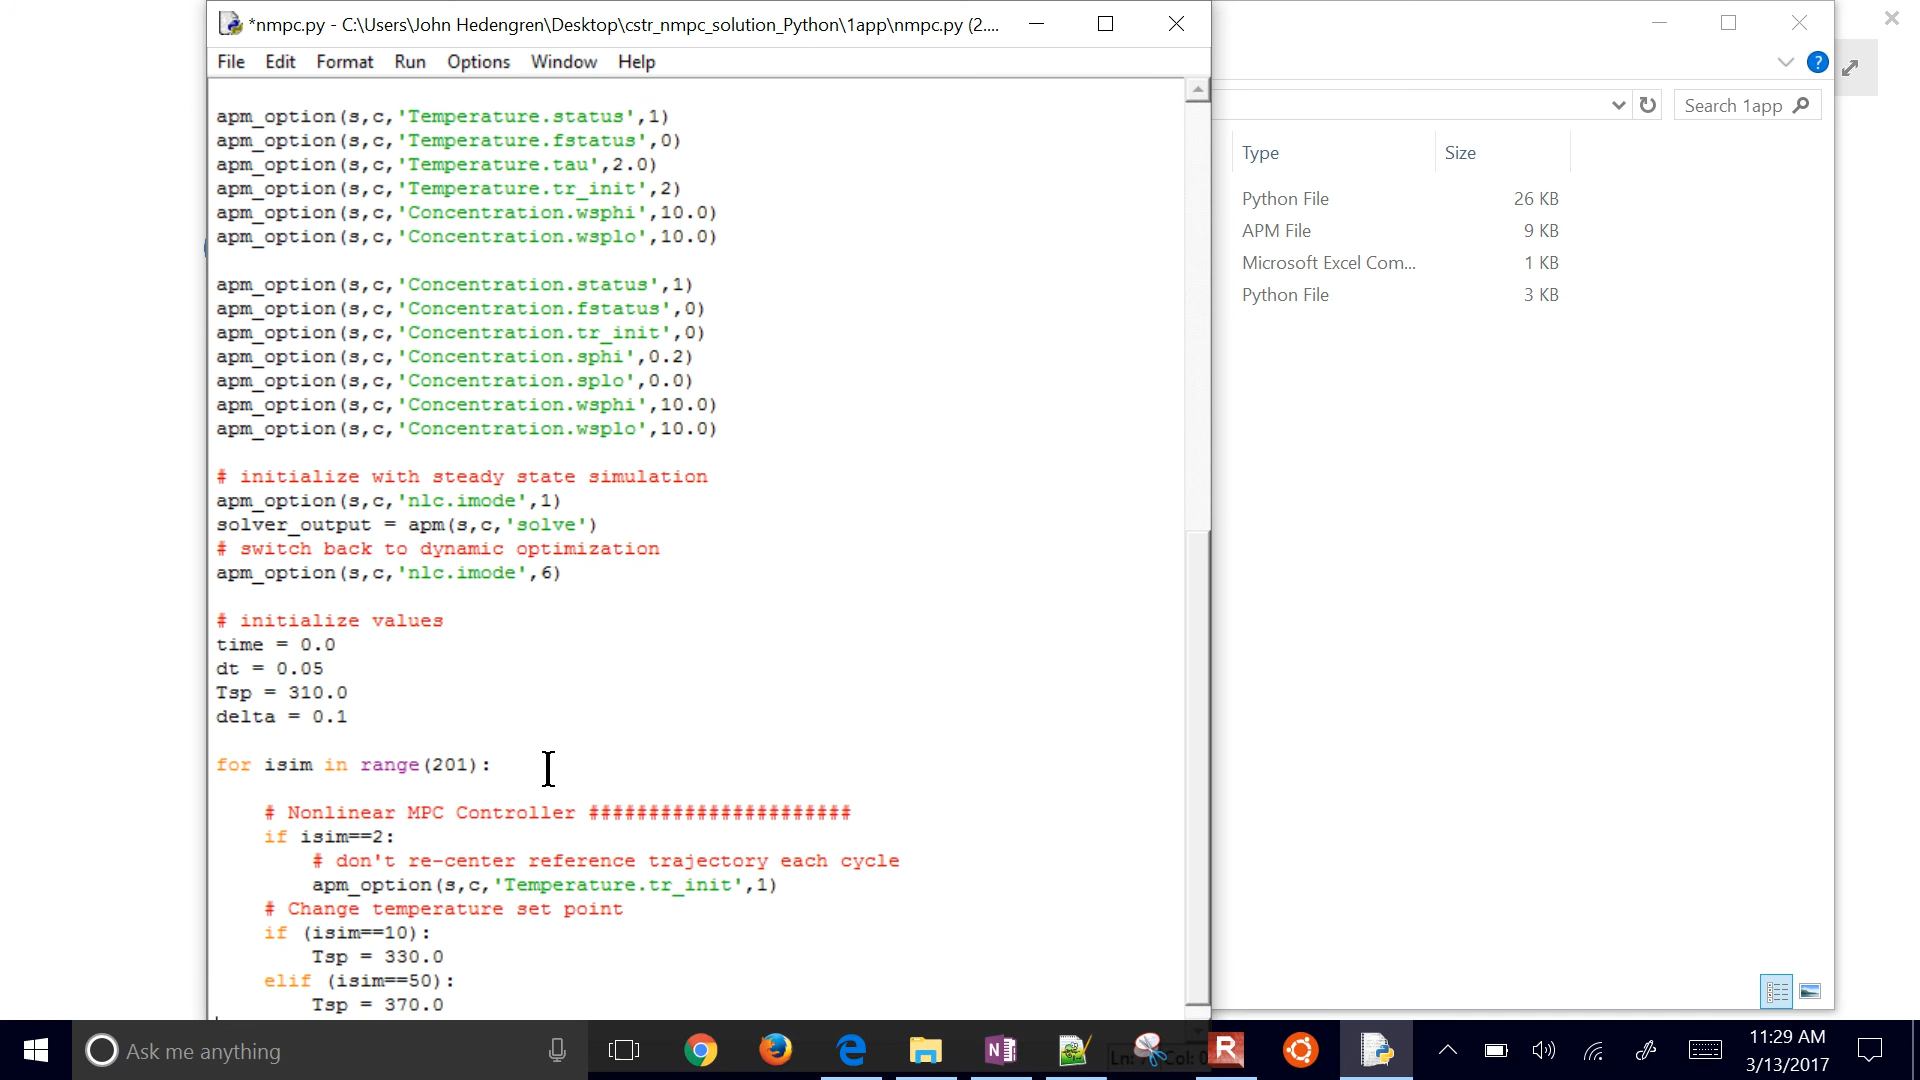 *nmpc.py - C:\Users\John Hedengren\Desktop\cstr_nmpc_solution_Python\1app\nmpc.py (2....
File Edit Format Run Options Window Help
apm_option(s,c,'Temperature.status',1)
apm_option(s,c,'Temperature.fstatus',0)
apm_option(s,c,'Temperature.tau',2.0)
apm_option(s,c,'Temperature.tr_init',2)
apm_option(s,c,'Concentration.wsphi',10.0)
apm_option(s,c,'Concentration.wsplo',10.0)
apm_option(s,c,'Concentration.status',1)
apm_option(s,c,'Concentration.fstatus',0)
apm_option(s,c,'Concentration.tr_init',0)
apm_option(s,c,'Concentration.sphi',0.2)
apm_option(s,c,'Concentration.splo',0.0)
apm_option(s,c,'Concentration.wsphi',10.0)
apm_option(s,c,'Concentration.wsplo',10.0)
# initialize with steady state simulation
apm_option(s,c,'nlc.imode',1)
solver_output = apm(s,c,'solve')
# switch back to dynamic optimization
apm_option(s,c,'nlc.imode',6)
# initialize values
time = 0.0
dt = 0.05
Tsp = 310.0
delta = 0.1
for isim in range(201):
# Nonlinear MPC Controller ######################
if isim==2:
# don't re-center reference trajectory each cycle
apm_option(s,c,'Temperature.tr_init',1)
# Change temperature set point
if (isim==10):
Tsp = 330.0
elif (isim==50):
Tsp = 370.0
?
Search 1app
Type Size
Python File 26 KB
APM File 9 KB
Microsoft Excel Com... 1 KB
Python File 3 KB
Ask me anything
N
R
11:29 AM
3/13/2017